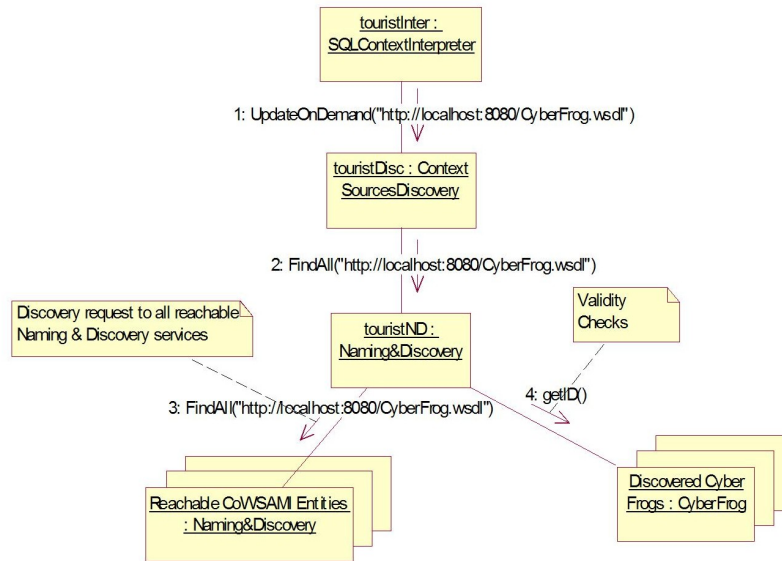 touristInter :
SQLContextInterpreter
1: UpdateOnDemand("http://localhost:8080/CyberFrog.wsdl")
touristDisc : Context
SourcesDiscovery
2: FindAll("http://localhost:8080/CyberFrog.wsdl")
Discovery request to all reachable
Naming & Discovery services
Validity
Checks
touristND :
Naming&Discovery
3: FindAll("http://localhost:8080/CyberFrog.wsdl")
4: getID()
Reachable CoWSAMI Entities
: Naming&Discovery
Discovered Cyber
Frogs : CyberFrog